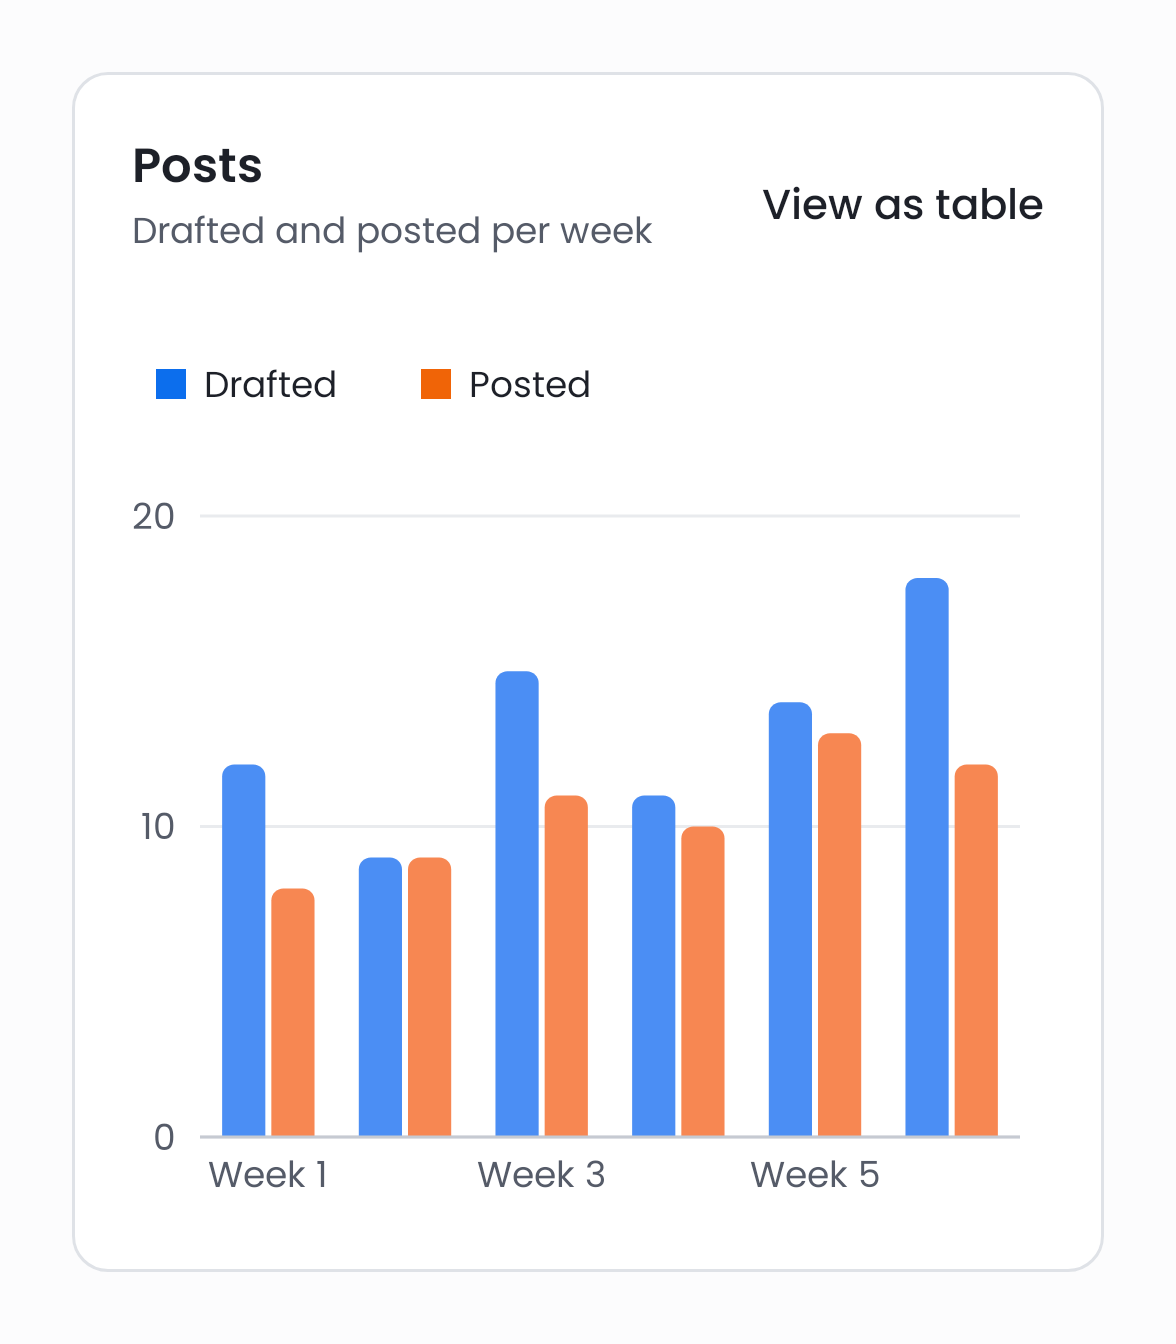 Posts
Drafted and posted per week
View as table
Drafted
Posted
20
10
0
Week 1
Week 3
Week 5